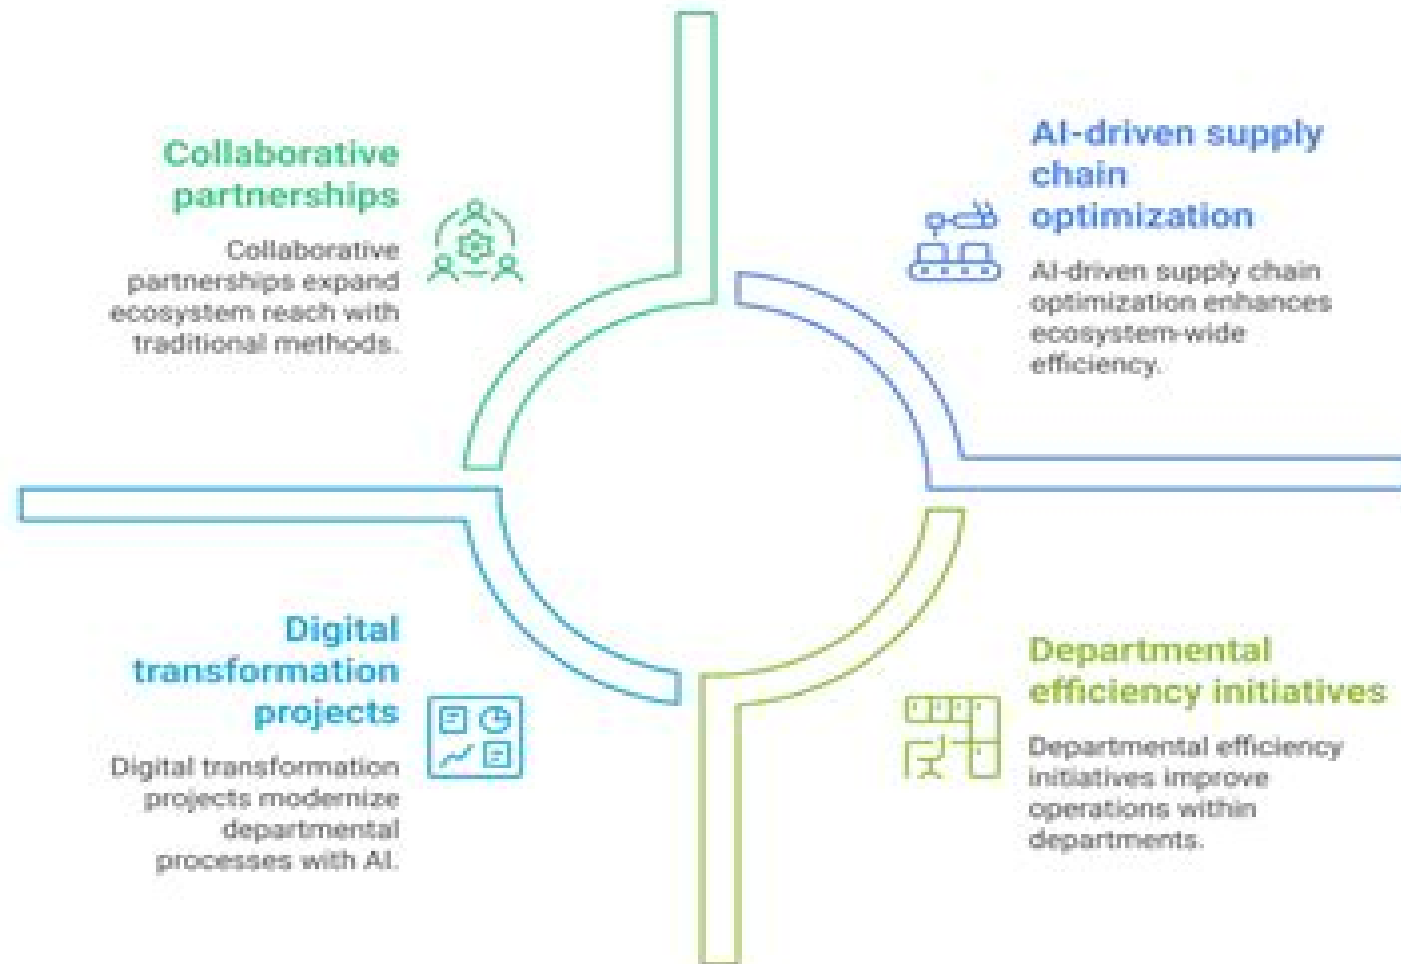 Collaborative
partnerships
Collaborative
partnerships expand
ecosystem reach with
traditional methods.
AI-driven supply
chain
optimization
AI-driven supply chain
optimization enhances
ecosystem-wide
efficiency.
Digital
transformation
projects
Digital transformation
projects modernize
departmental
processes with AI.
Departmental
efficiency initiatives
Departmental efficiency
initiatives improve
operations within
departments.